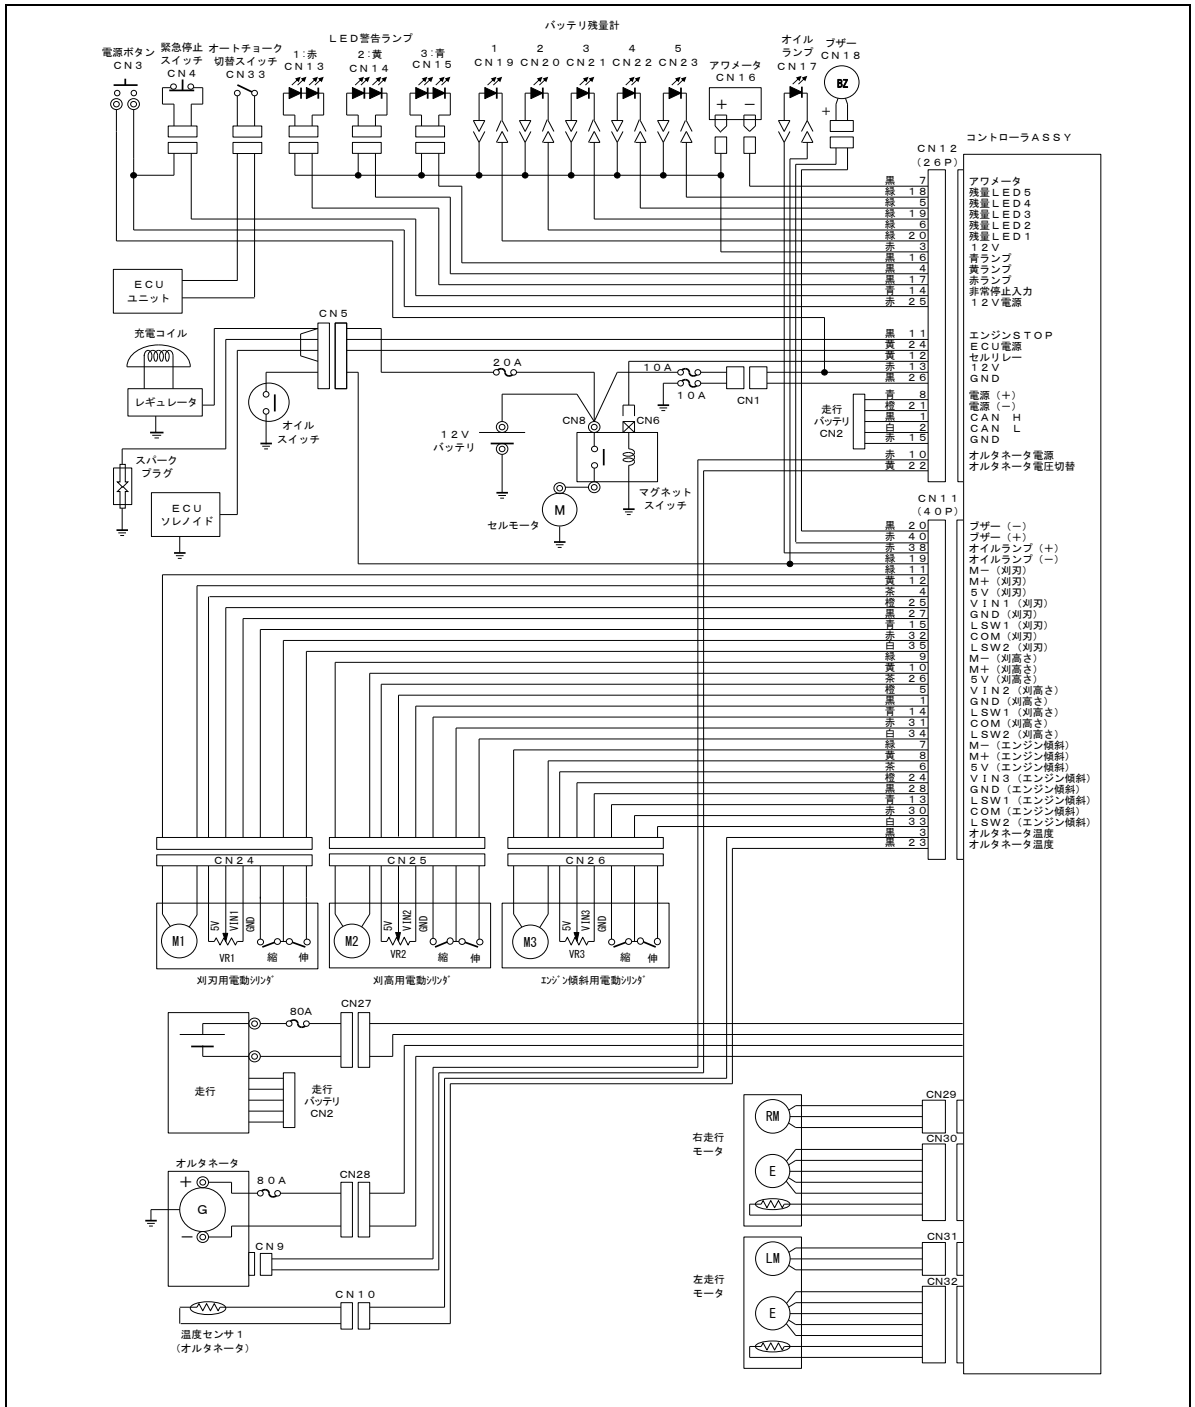 バッテリ残量計
LED警告ランプ
電源ボタン
CN3
緊急停止
スイッチ
CN4
オートチョーク
切替スイッチ
CN33
1:赤
CN13
2:黄
CN14
3:青
CN15
1
CN19
2
CN20
3
CN21
4
CN22
5
CN23
アワメータ
CN16
+ −
オイル
ランプ
CN17
ブザー
CN18
BZ
+
コントローラASSY
CN12
(26P)
黒 7 アワメータ
緑 18 残量LED5
緑 5 残量LED4
緑 19 残量LED3
緑 6 残量LED2
緑 20 残量LED1
赤 3 12V
黒 16 青ランプ
黒 4 黄ランプ
黒 17 赤ランプ
青 14 非常停止入力
赤 25 12V電源
黒 11 エンジンSTOP
黄 24 ECU電源
黄 12 セルリレー
赤 13 12V
黒 26 GND
青 8 電源(+)
橙 21 電源(−)
黒 1 CAN H
白 2 CAN L
赤 15 GND
赤 10 オルタネータ電源
黄 22 オルタネータ電圧切替
走行
バッテリ
CN2
ECU
ユニット
CN5
充電コイル
レギュレータ
オイル
スイッチ
スパーク
プラグ
ECU
ソレノイド
20A
10A
10A
CN1
CN8
CN6
12V
バッテリ
M
セルモータ
マグネット
スイッチ
CN11
(40P)
黒 20 ブザー(−)
赤 40 ブザー(+)
赤 38 オイルランプ(+)
緑 19 オイルランプ(−)
緑 11 M−(刈刃)
黄 12 M+(刈刃)
茶 4 5V(刈刃)
橙 25 VIN1(刈刃)
黒 27 GND(刈刃)
青 15 LSW1(刈刃)
赤 32 COM(刈刃)
白 35 LSW2(刈刃)
緑 9 M−(刈高さ)
黄 10 M+(刈高さ)
茶 26 5V(刈高さ)
橙 5 VIN2(刈高さ)
黒 1 GND(刈高さ)
青 14 LSW1(刈高さ)
赤 31 COM(刈高さ)
白 34 LSW2(刈高さ)
緑 7 M−(エンジン傾斜)
黄 8 M+(エンジン傾斜)
茶 6 5V(エンジン傾斜)
橙 24 VIN3(エンジン傾斜)
黒 28 GND(エンジン傾斜)
青 13 LSW1(エンジン傾斜)
赤 30 COM(エンジン傾斜)
白 33 LSW2(エンジン傾斜)
黒 3 オルタネータ温度
黒 23 オルタネータ温度
CN24
CN25
CN26
M1 5V VIN1 GND VR1 縮 伸
M2 5V VIN2 GND VR2 縮 伸
M3 5V VIN3 GND VR3 縮 伸
刈刃用電動シリンダ
刈高用電動シリンダ
エンジン傾斜用電動シリンダ
80A
CN27
走行
走行
バッテリ
CN2
オルタネータ
+
G
−
80A
CN28
CN9
CN10
温度センサ1
(オルタネータ)
右走行
モータ
RM
E
CN29
CN30
左走行
モータ
LM
E
CN31
CN32